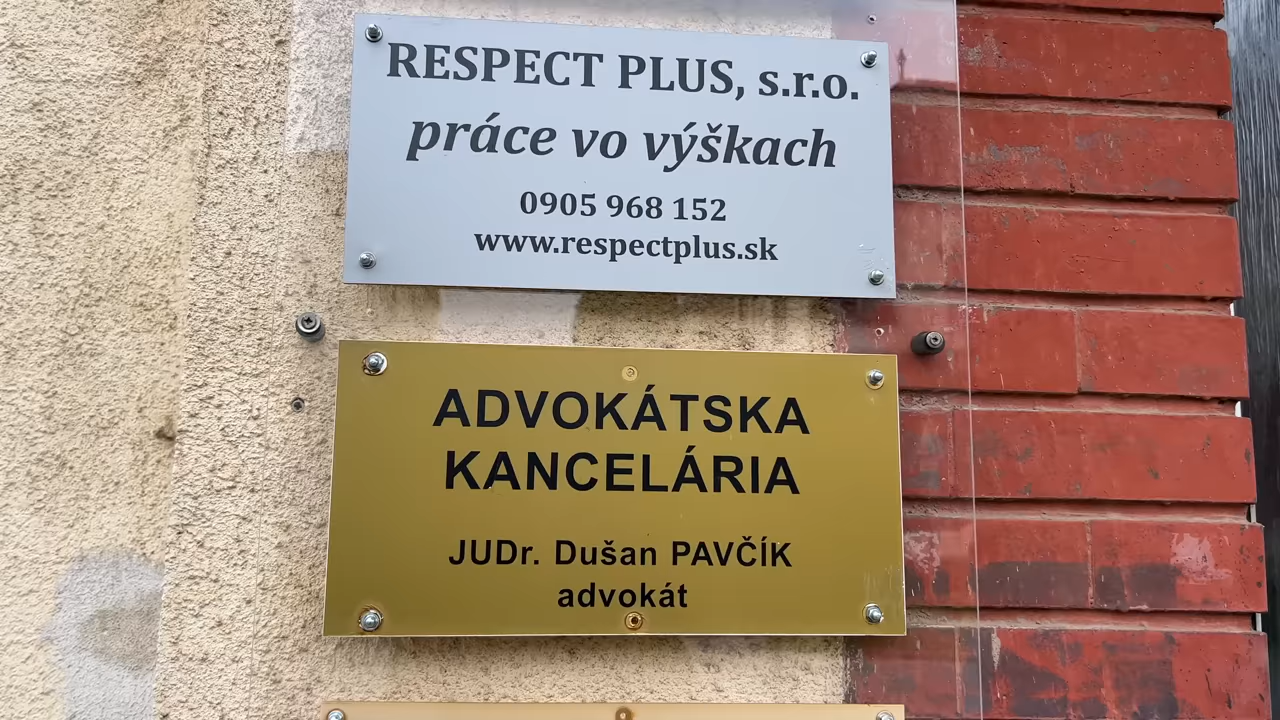 RESPECT PLUS, s.r.o.
práce vo výškach
0905 968 152
www.respectplus.sk
ADVOKÁTSKA
KANCELÁRIA
JUDr. Dušan PAVČÍK
advokát